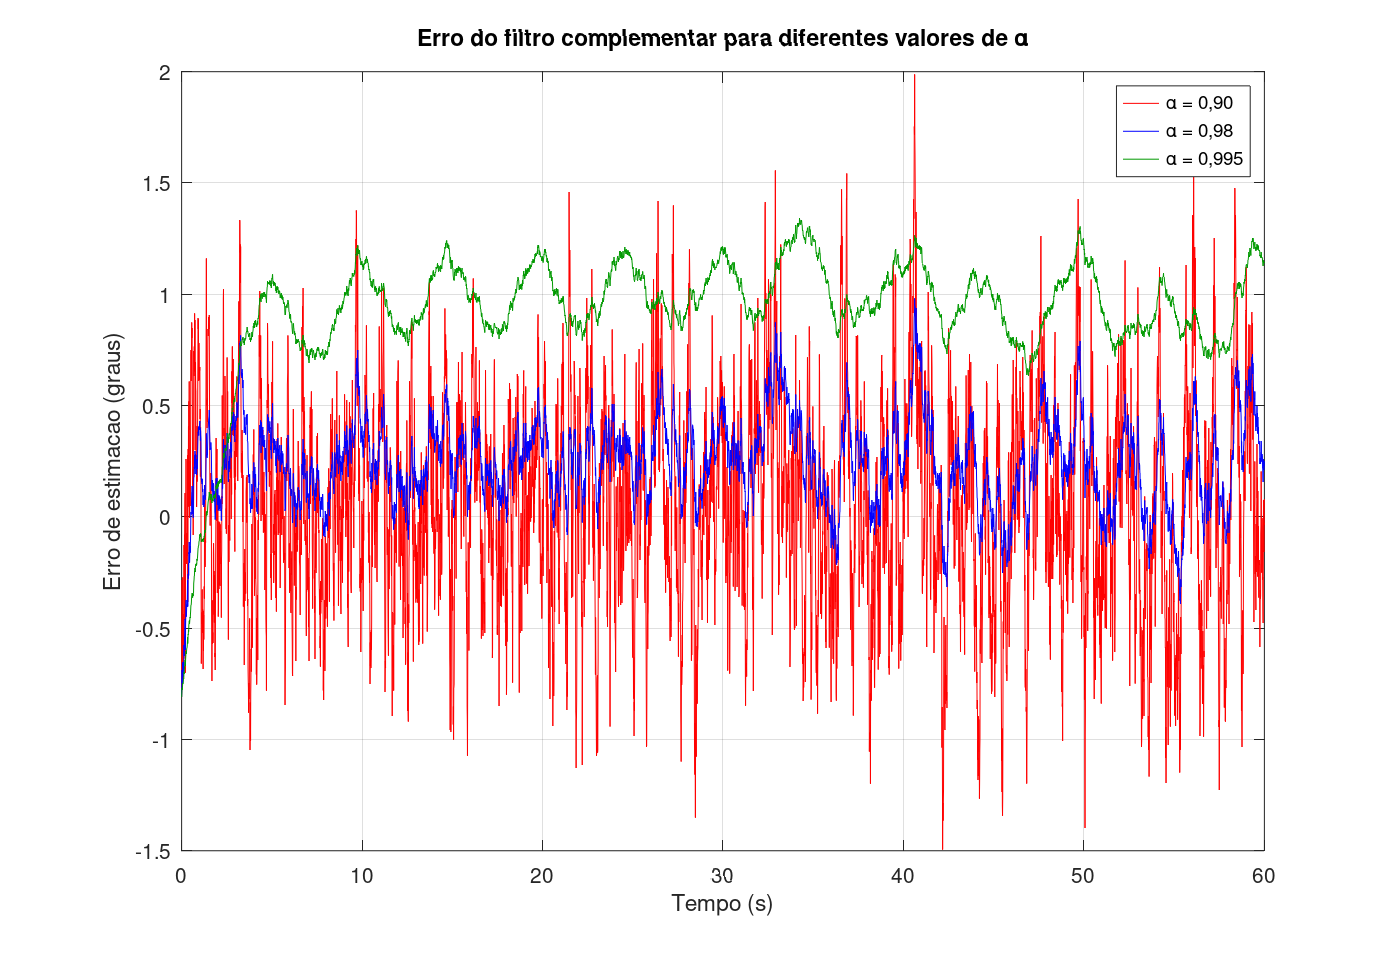 Erro do filtro complementar para diferentes valores de α
α = 0,90
α = 0,98
α = 0,995
Erro de estimacao (graus)
2
1.5
1
0.5
0
-0.5
-1
-1.5
0 10 20 30 40 50 60
Tempo (s)